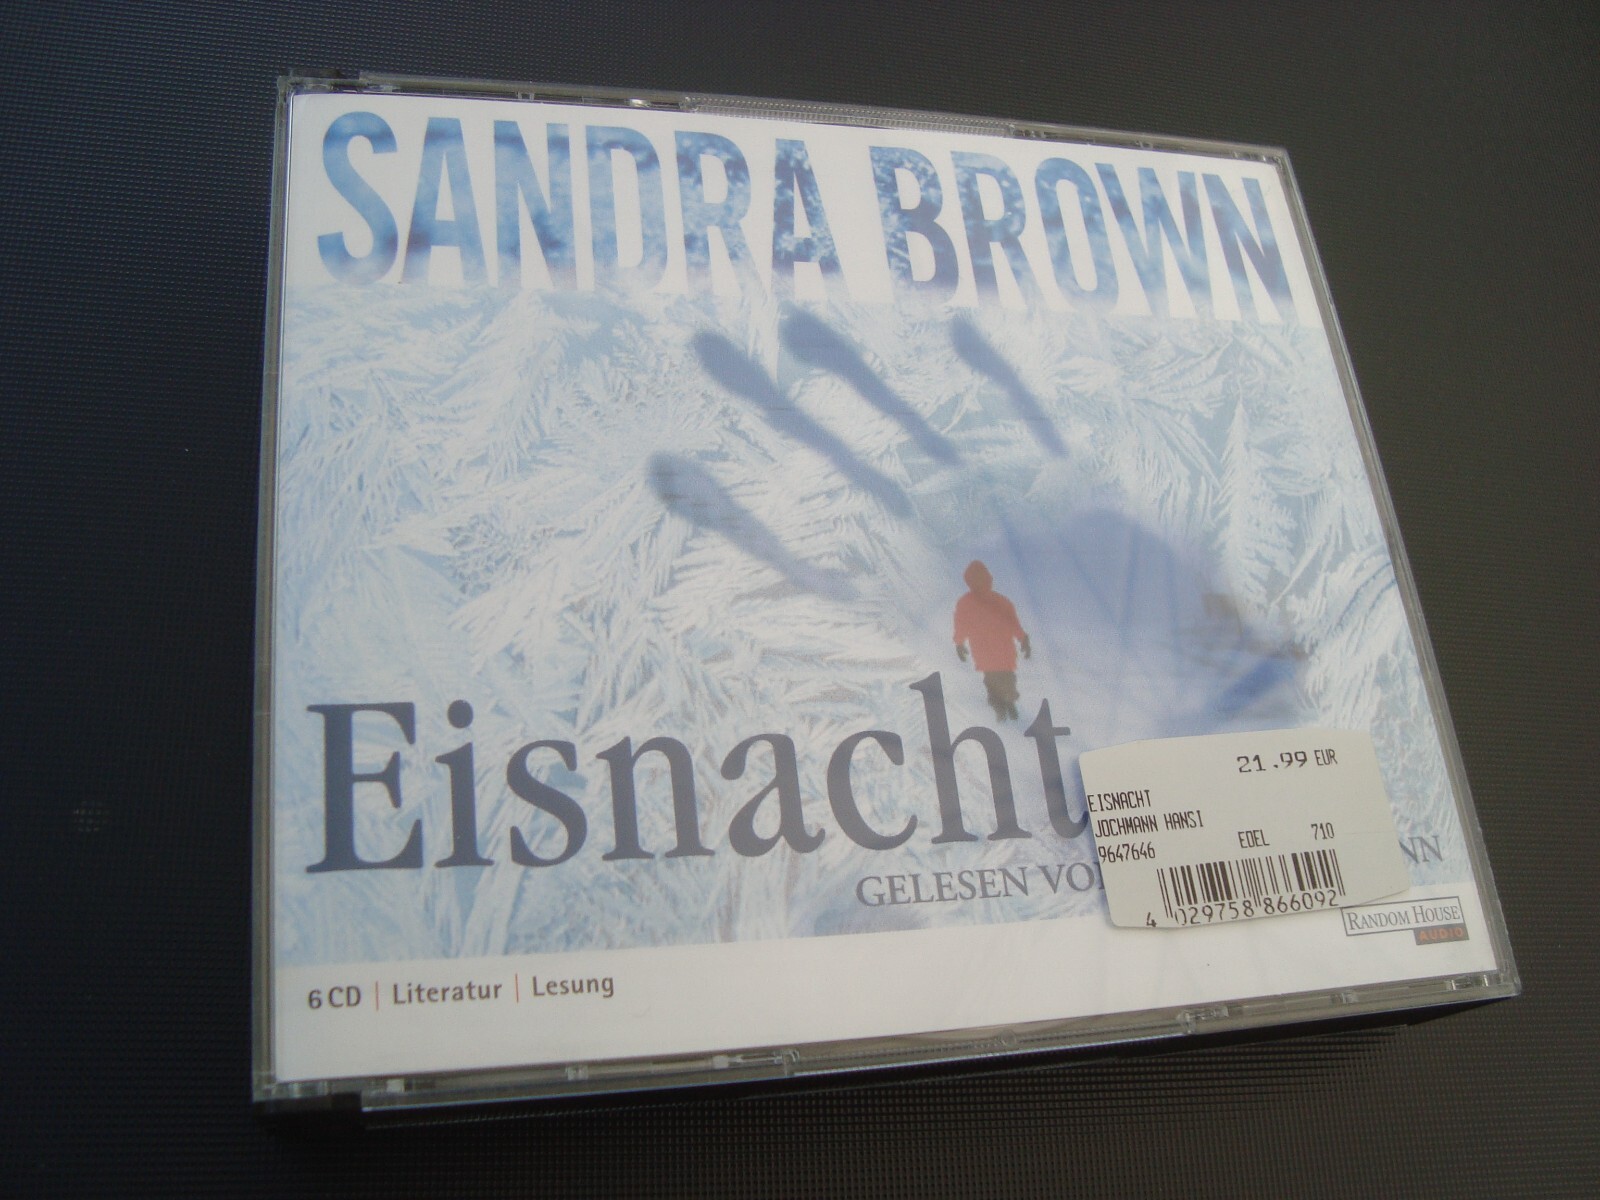 SANDRA BROWN
Eisnacht
21.99 EUR
EISNACHT
JOCHMANN HANSI
9647646 EDEL 710
4 029758 866092
GELESEN VO NN
RANDOM HOUSE
AUDIO
6 CD | Literatur | Lesung